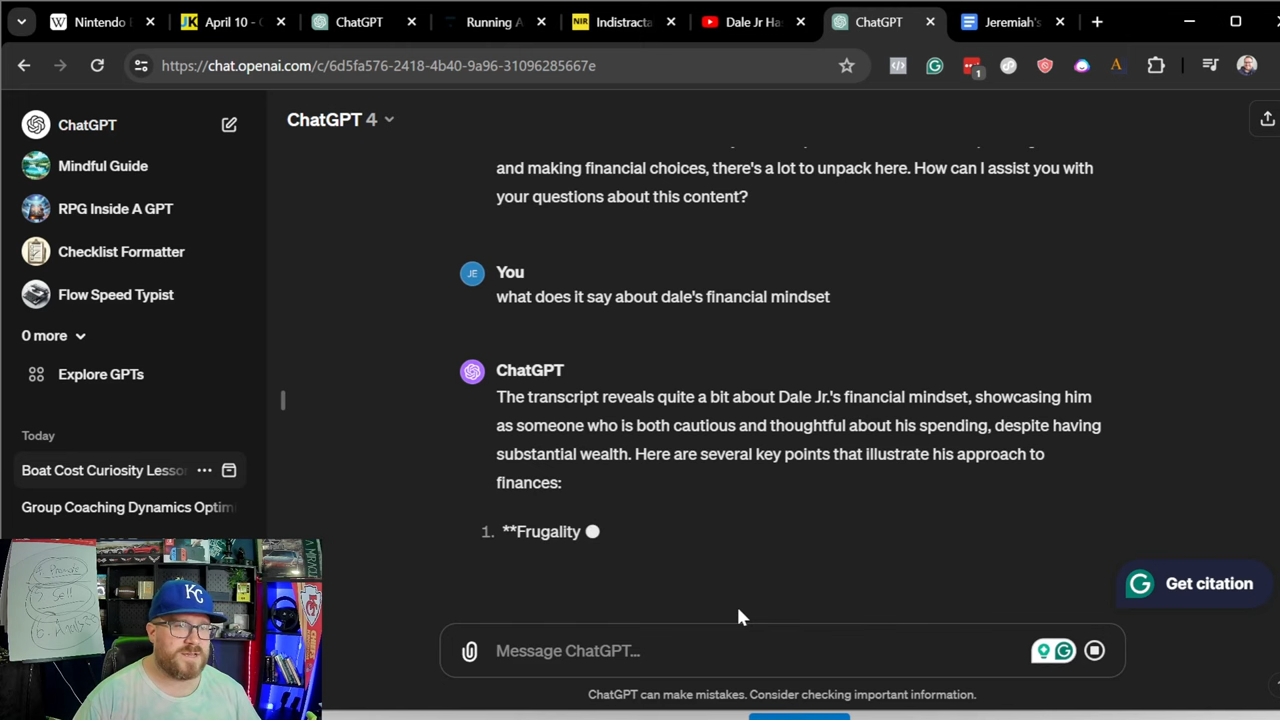 Nintendo
April 10 -
ChatGPT
Running A
NIR
Indistracta
Dale Jr Has
ChatGPT
Jeremiah's
https://chat.openai.com/c/6d5fa576-2418-4b40-9a96-31096285667e
1
ChatGPT
Mindful Guide
RPG Inside A GPT
Checklist Formatter
Flow Speed Typist
0 more
Explore GPTs
Today
Boat Cost Curiosity Lesso
Group Coaching Dynamics Optim
ChatGPT 4
and making financial choices, there's a lot to unpack here. How can I assist you with
your questions about this content?
JE
You
what does it say about dale's financial mindset
ChatGPT
The transcript reveals quite a bit about Dale Jr.'s financial mindset, showcasing him
as someone who is both cautious and thoughtful about his spending, despite having
substantial wealth. Here are several key points that illustrate his approach to
finances:
1. **Frugality
Get citation
Message ChatGPT...
ChatGPT can make mistakes. Consider checking important information.
KC